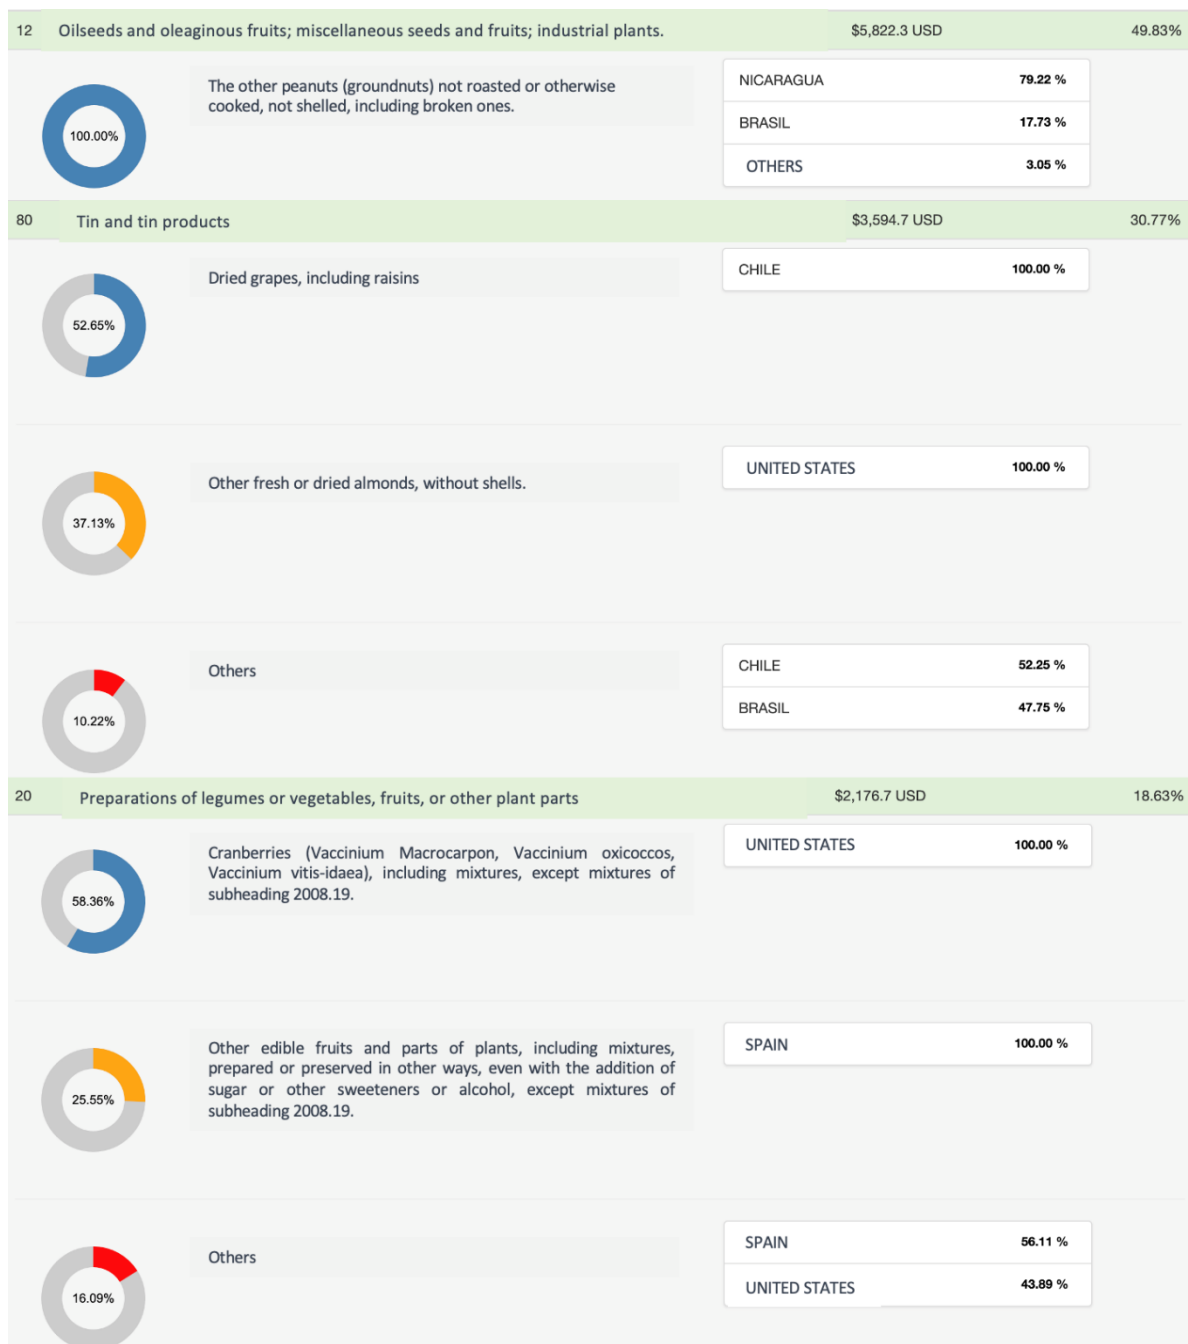 12 Oilseeds and oleaginous fruits; miscellaneous seeds and fruits; industrial plants. $5,822.3 USD 49.83%
100.00%
The other peanuts (groundnuts) not roasted or otherwise
cooked, not shelled, including broken ones.
NICARAGUA 79.22 %
BRASIL 17.73 %
OTHERS 3.05 %
80 Tin and tin products $3,594.7 USD 30.77%
52.65%
Dried grapes, including raisins
CHILE 100.00 %
37.13%
Other fresh or dried almonds, without shells.
UNITED STATES 100.00 %
10.22%
Others
CHILE 52.25 %
BRASIL 47.75 %
20 Preparations of legumes or vegetables, fruits, or other plant parts $2,176.7 USD 18.63%
58.36%
Cranberries (Vaccinium Macrocarpon, Vaccinium oxicoccos,
Vaccinium vitis-idaea), including mixtures, except mixtures of
subheading 2008.19.
UNITED STATES 100.00 %
25.55%
Other edible fruits and parts of plants, including mixtures,
prepared or preserved in other ways, even with the addition of
sugar or other sweeteners or alcohol, except mixtures of
subheading 2008.19.
SPAIN 100.00 %
16.09%
Others
SPAIN 56.11 %
UNITED STATES 43.89 %